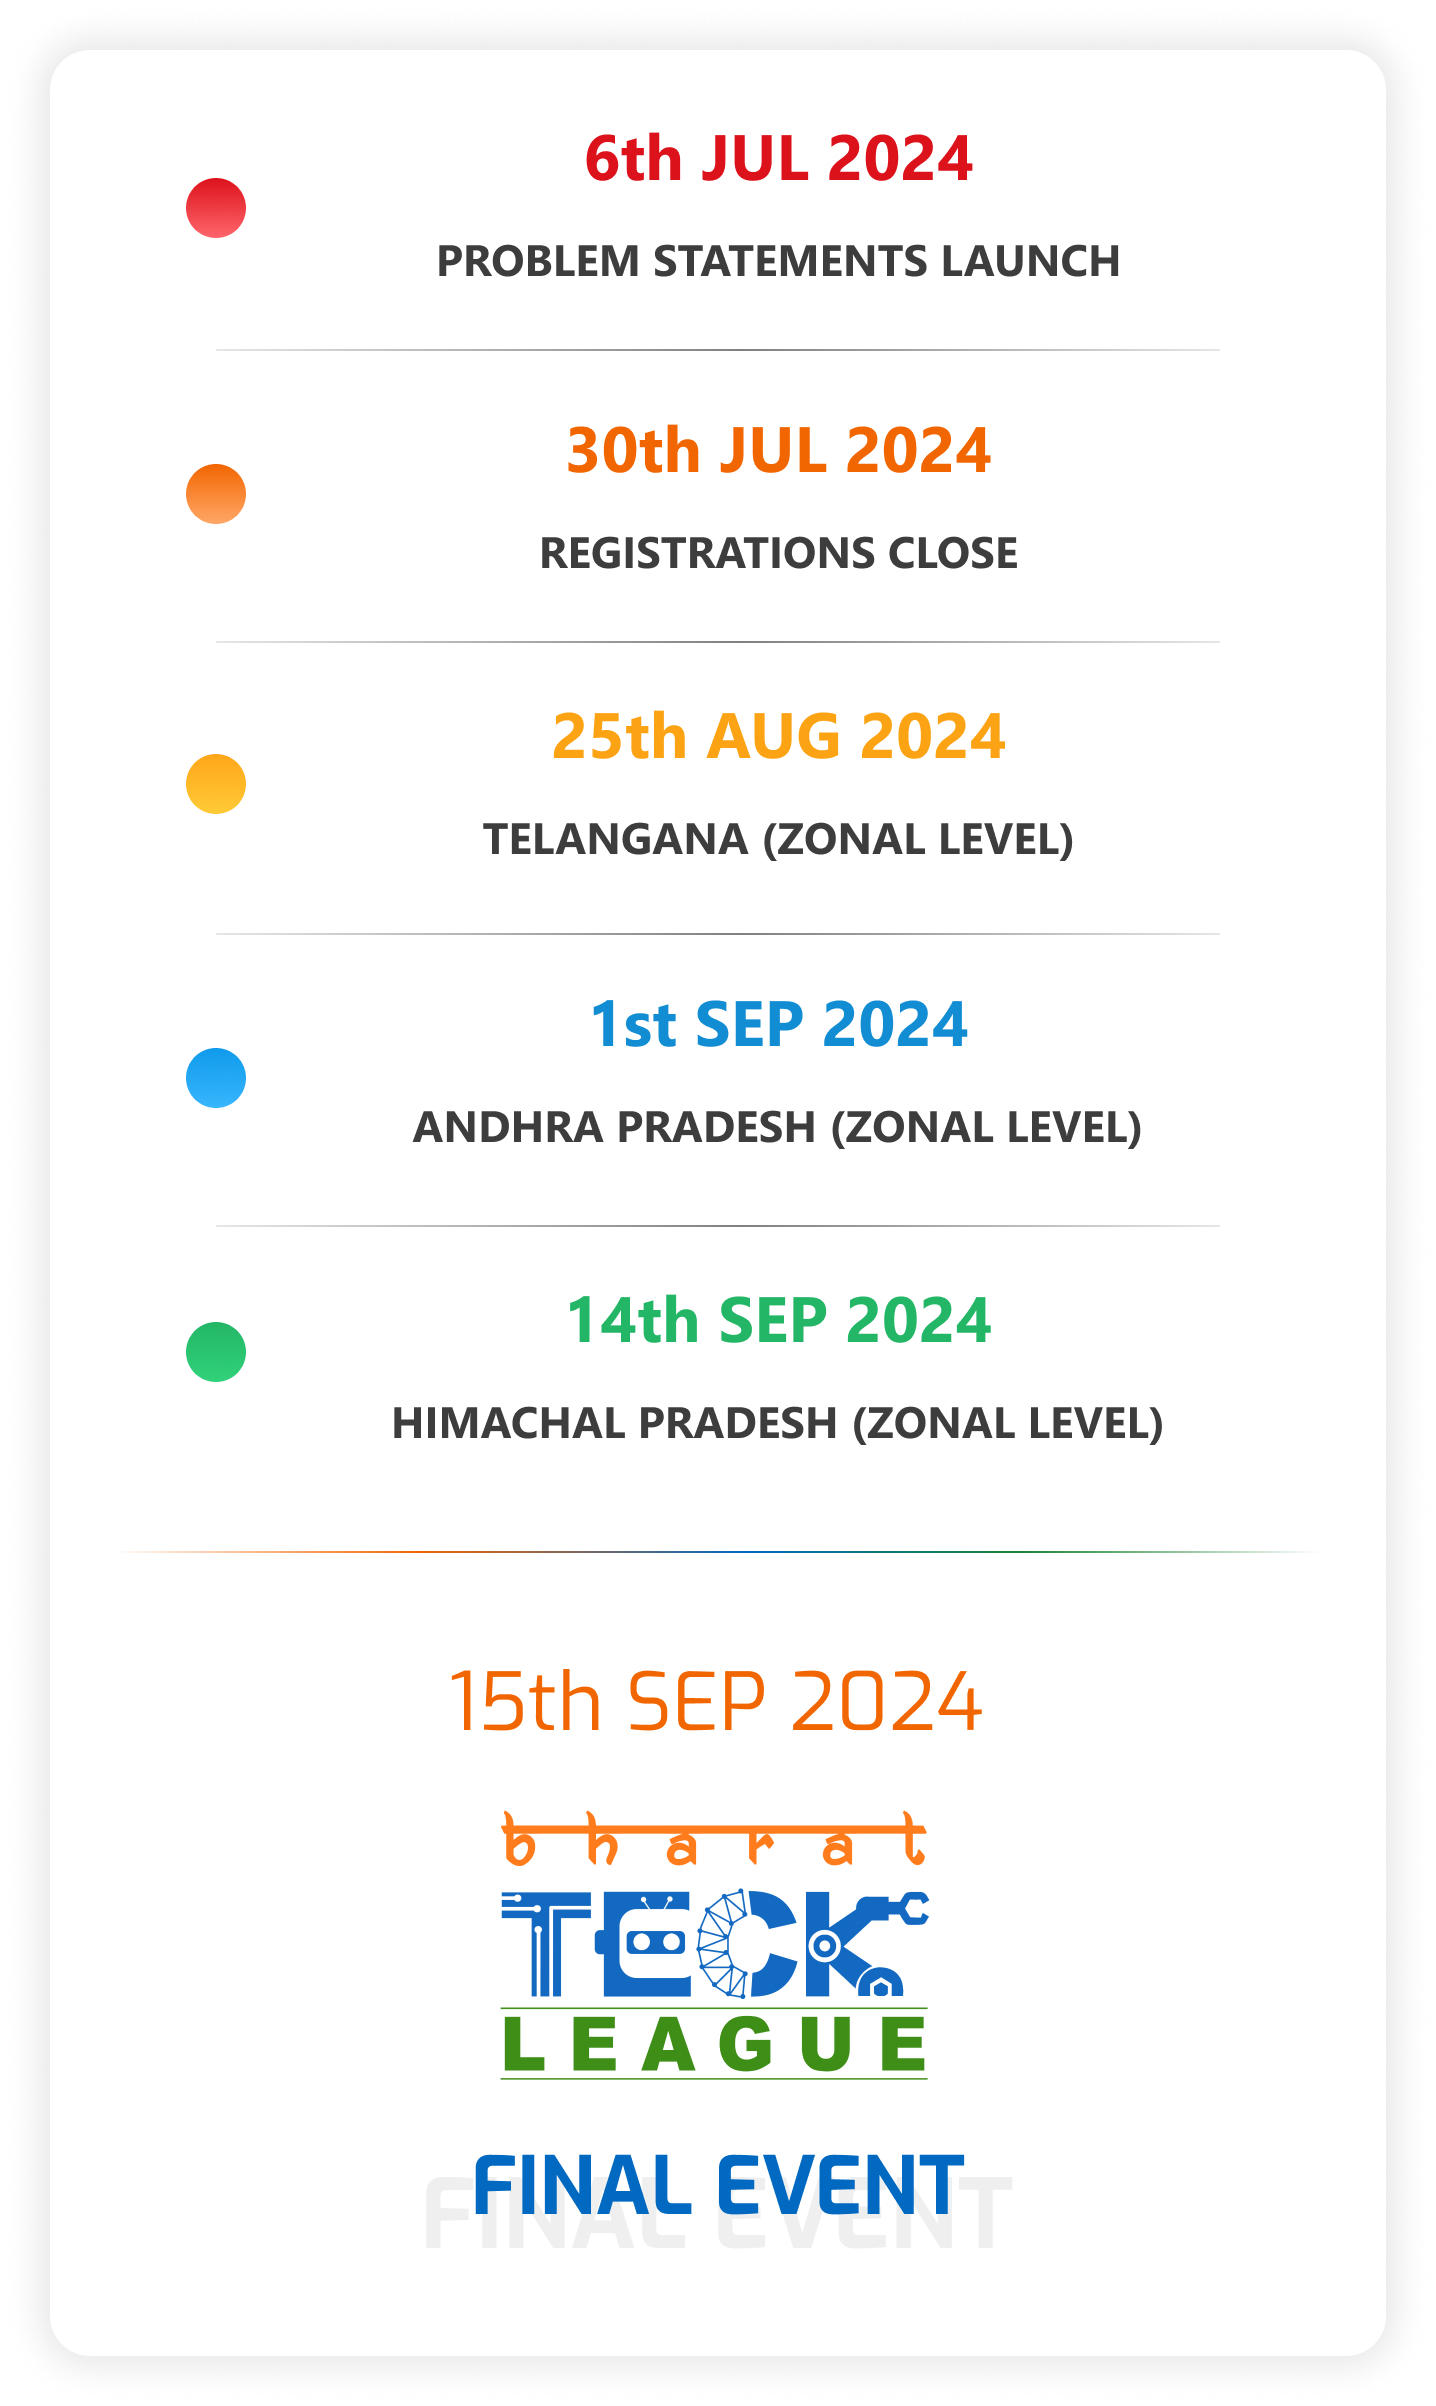 6th JUL 2024
PROBLEM STATEMENTS LAUNCH
30th JUL 2024
REGISTRATIONS CLOSE
25th AUG 2024
TELANGANA (ZONAL LEVEL)
1st SEP 2024
ANDHRA PRADESH (ZONAL LEVEL)
14th SEP 2024
HIMACHAL PRADESH (ZONAL LEVEL)
15th SEP 2024
bharat
TECK
LEAGUE
FINAL EVENT
FINAL EVENT